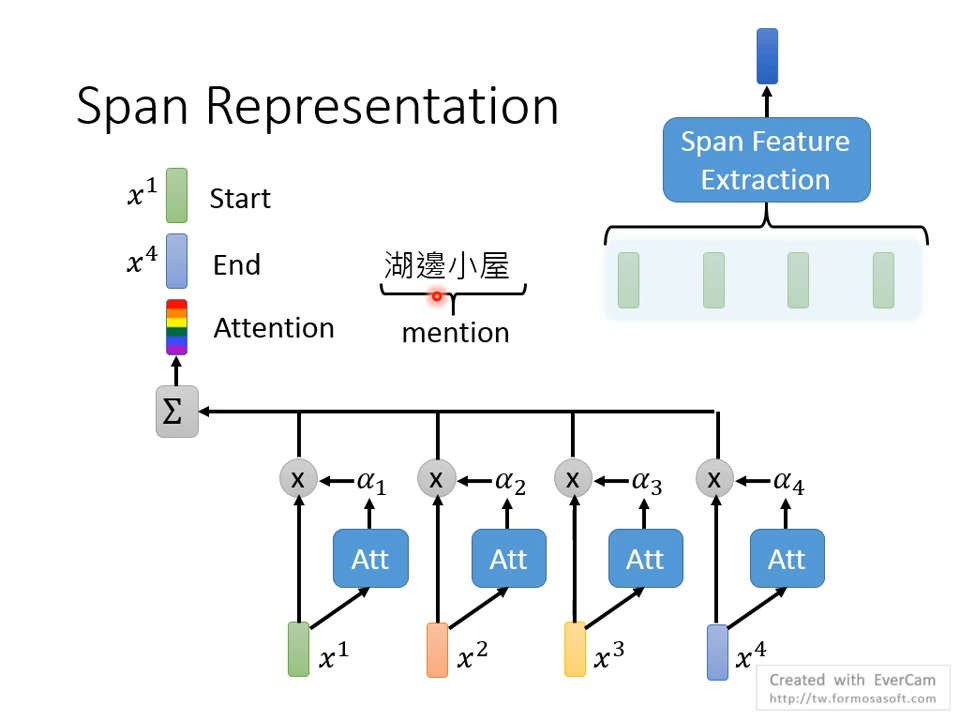 Span Representation
Span Feature
Extraction
x¹ Start
x⁴ End
Attention
湖邊小屋
mention
Σ
x α₁ x α₂ x α₃ x α₄
Att Att Att Att
x¹ x² x³ x⁴
Created with EverCam
http://tw.formosasoft.com